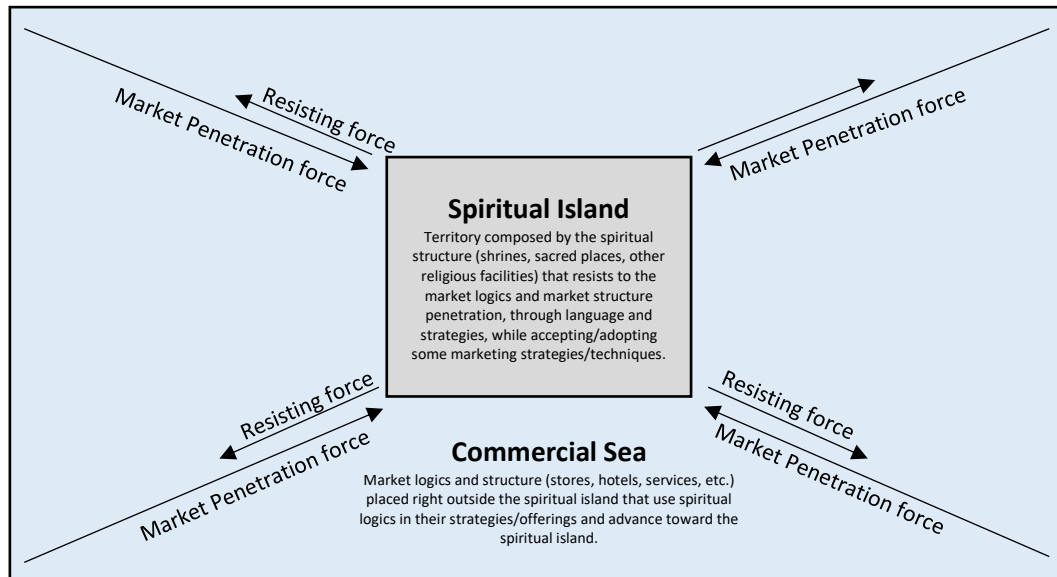 Resisting force
Market Penetration force
Market Penetration force
Spiritual Island
Territory composed by the spiritual
structure (shrines, sacred places, other
religious facilities) that resists to the
market logics and market structure
penetration, through language and
strategies, while accepting/adopting
some marketing strategies/techniques.
Resisting force
Market Penetration force
Resisting force
Market Penetration force
Commercial Sea
Market logics and structure (stores, hotels, services, etc.)
placed right outside the spiritual island that use spiritual
logics in their strategies/offerings and advance toward the
spiritual island.